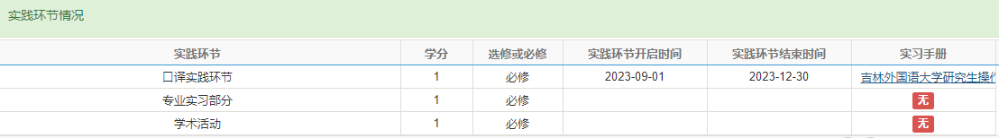 实践环节情况
实践环节 学分 选修或必修 实践环节开启时间 实践环节结束时间 实习手册
口译实践环节 1 必修 2023-09-01 2023-12-30 吉林外国语大学研究生操作
专业实习部分 1 必修 无
学术活动 1 必修 无